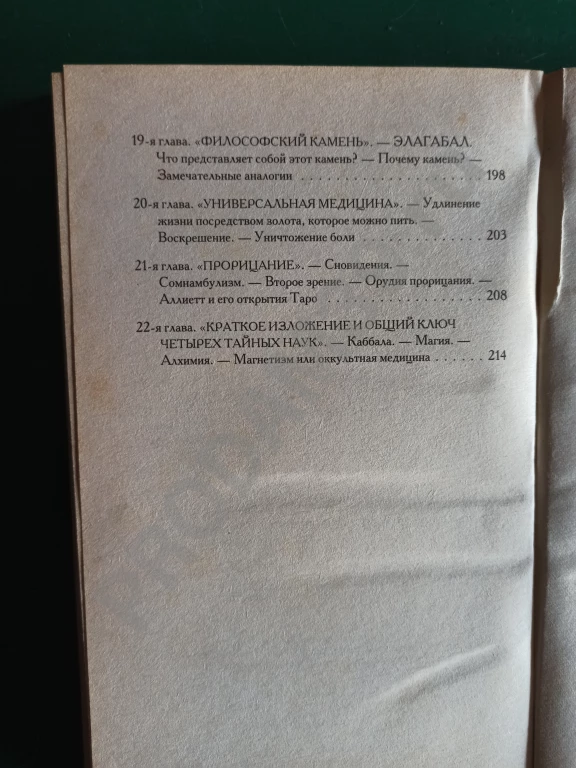 19-я глава. «ФИЛОСОФСКИЙ КАМЕНЬ». — ЭЛАГАБАЛ.
Что представляет собой этот камень? — Почему камень? —
Замечательные аналогии . . . . . . . . . . . . . . . . . . . . . 198
20-я глава. «УНИВЕРСАЛЬНАЯ МЕДИЦИНА». — Удлинение
жизни посредством золота, которое можно пить. —
Воскрешение. — Уничтожение боли . . . . . . . . . . . . . . 203
21-я глава. «ПРОРИЦАНИЕ». — Сновидения. —
Сомнамбулизм. — Второе зрение. — Орудия прорицания. —
Аллиетт и его открытия Таро . . . . . . . . . . . . . . . . . . 208
22-я глава. «КРАТКОЕ ИЗЛОЖЕНИЕ И ОБЩИЙ КЛЮЧ
ЧЕТЫРЕХ ТАЙНЫХ НАУК». — Каббала. — Магия. —
Алхимия. — Магнетизм или оккультная медицина . . . . . . 214